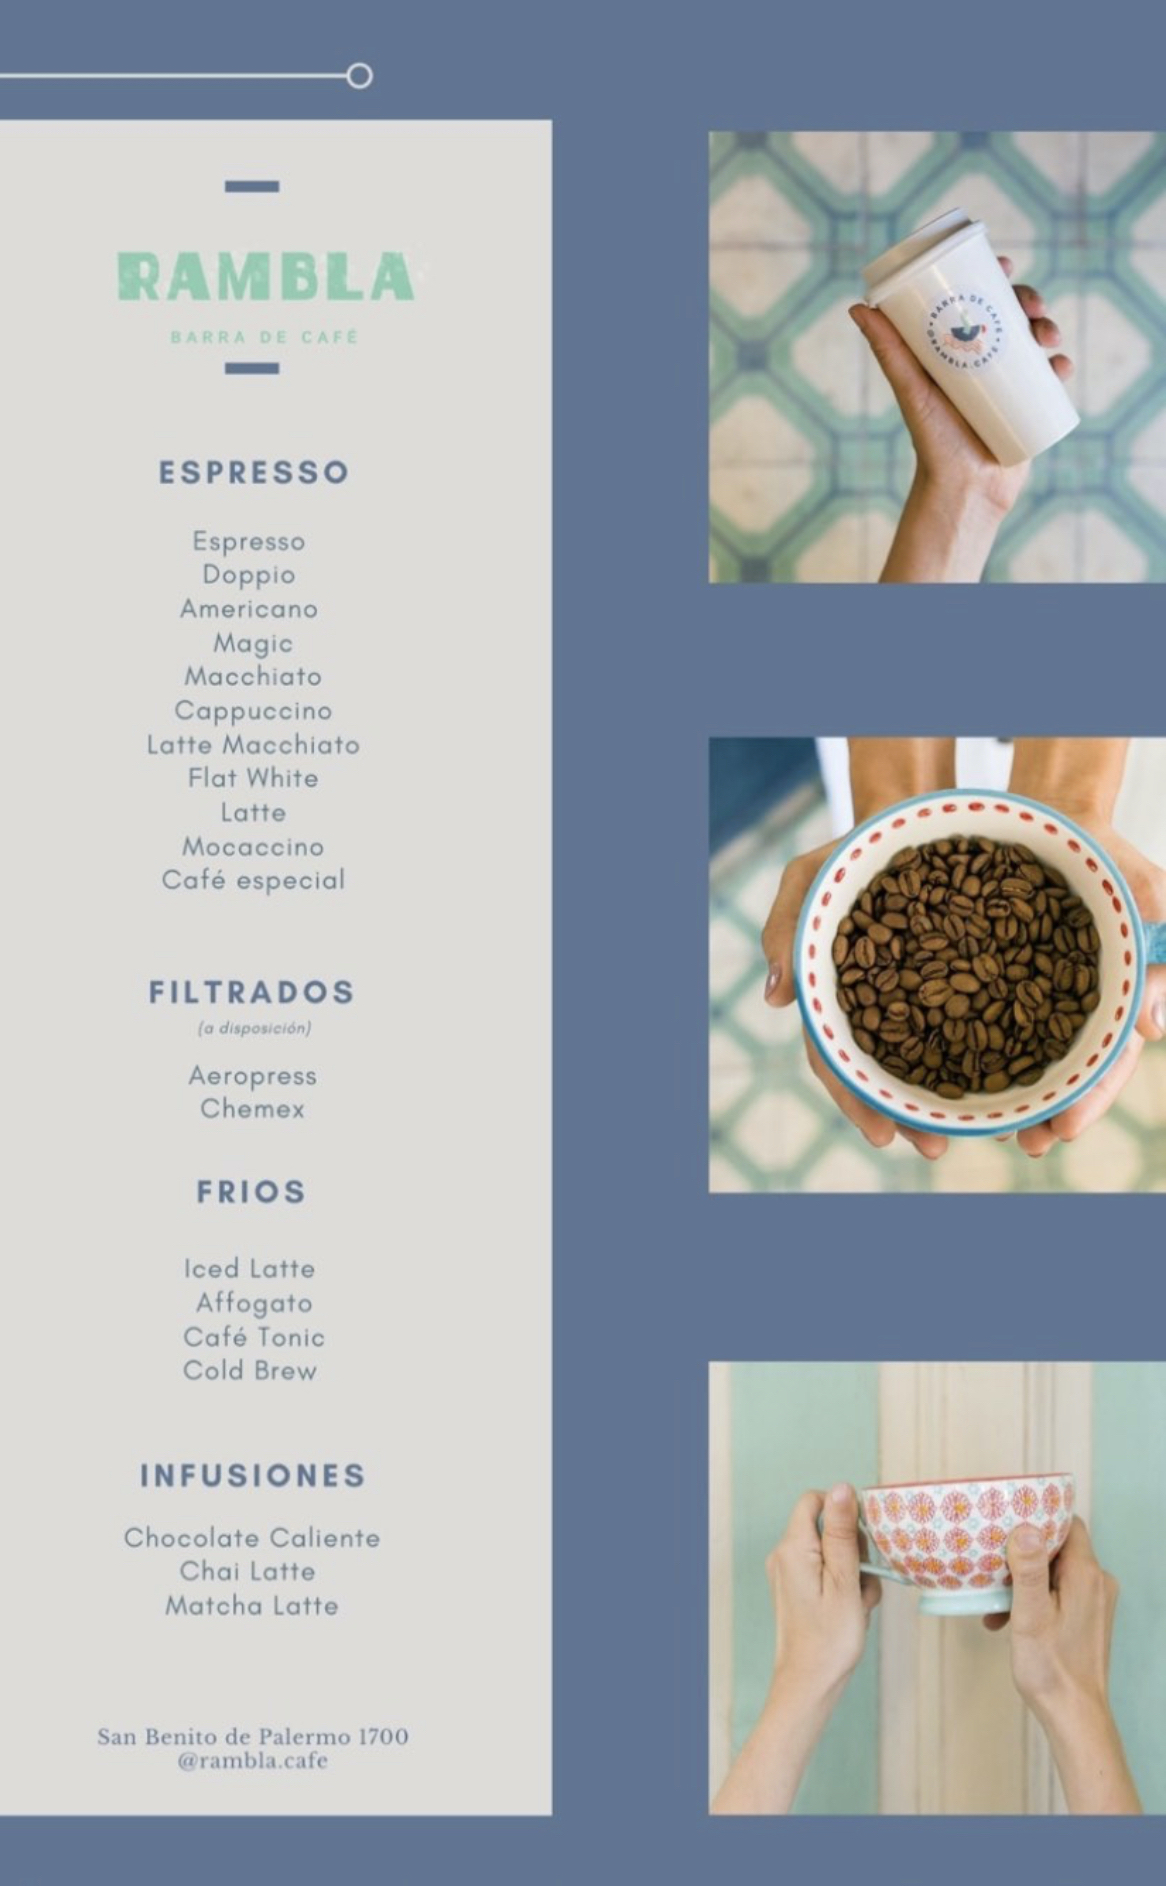 RAMBLA
BARRA DE CAFÉ
ESPRESSO
Espresso
Doppio
Americano
Magic
Macchiato
Cappuccino
Latte Macchiato
Flat White
Latte
Mocaccino
Café especial
FILTRADOS
(a disposición)
Aeropress
Chemex
FRIOS
Iced Latte
Affogato
Café Tonic
Cold Brew
INFUSIONES
Chocolate Caliente
Chai Latte
Matcha Latte
San Benito de Palermo 1700
@rambla.cafe
BARRA DE CAFÉ
@RAMBLA.CAFE